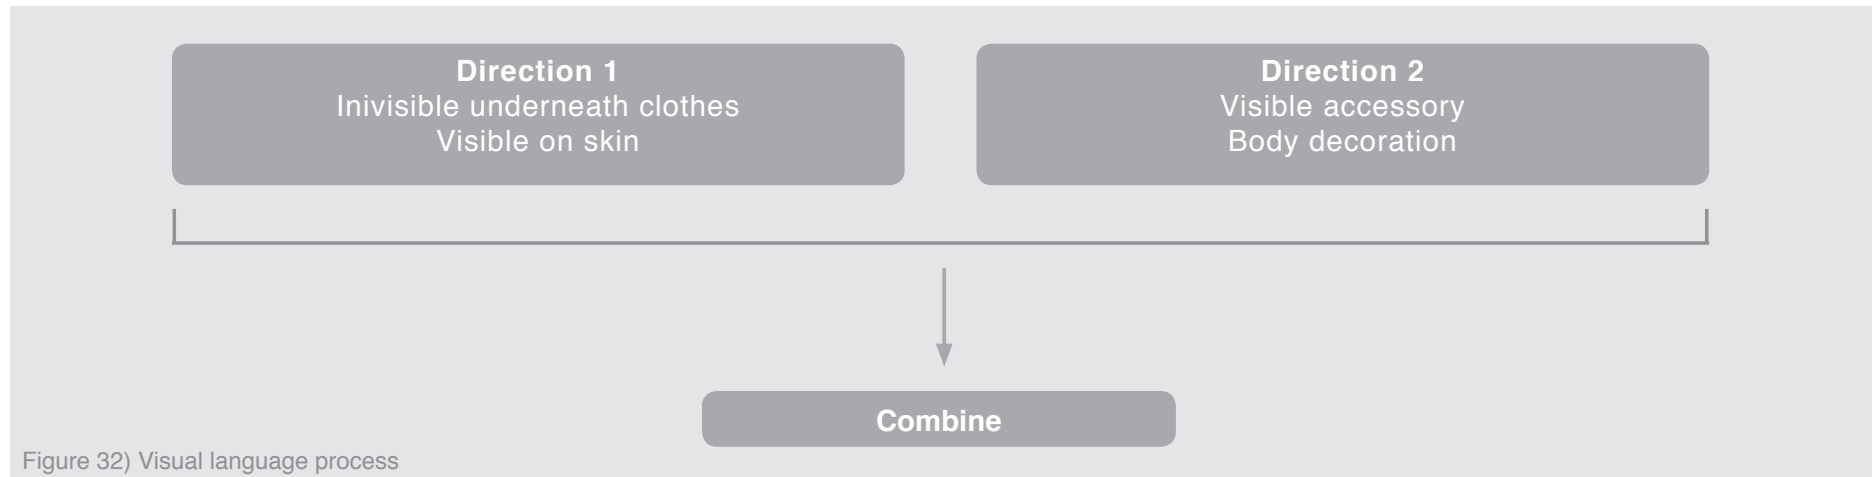 Direction 1
Inivisible underneath clothes
Visible on skin
Direction 2
Visible accessory
Body decoration
Combine
Figure 32) Visual language process